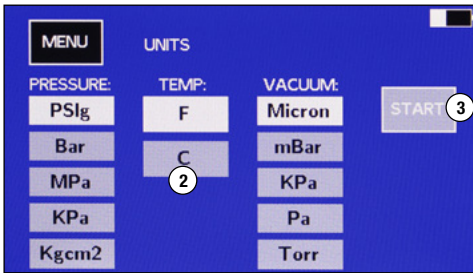 MENU
UNITS
PRESSURE:
TEMP:
VACUUM:
PSIg
F
Micron
START
3
Bar
C
mBar
2
MPa
KPa
KPa
Pa
Kgcm2
Torr